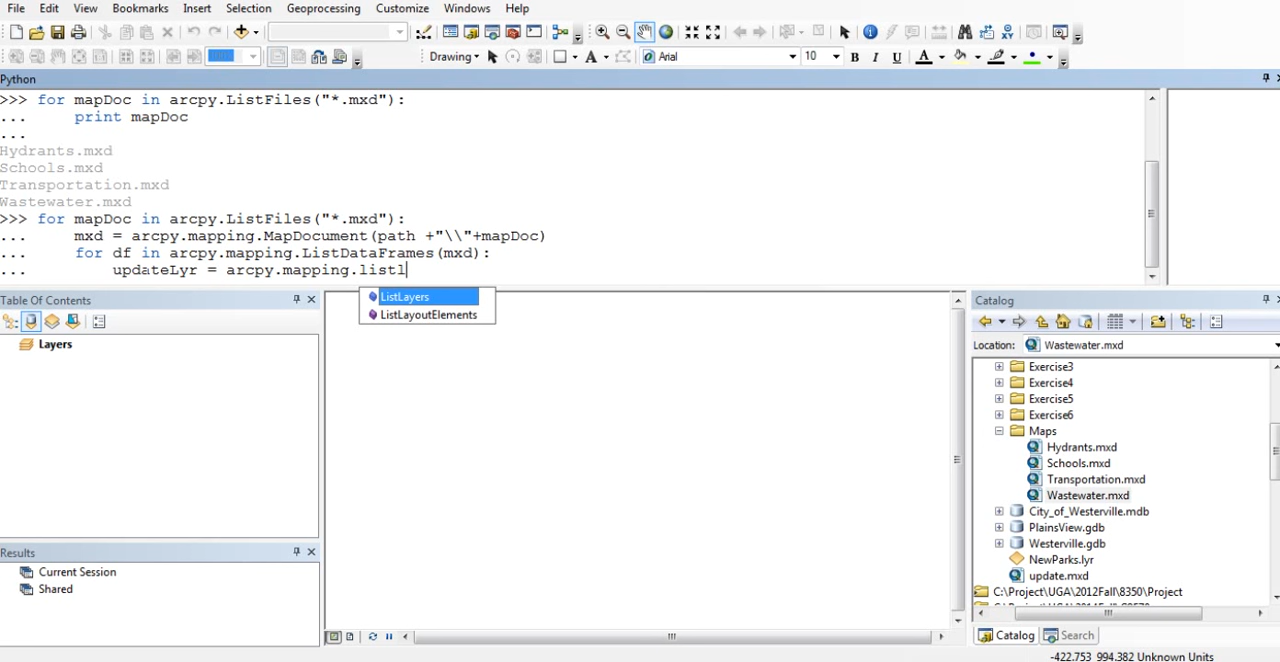 File Edit View Bookmarks Insert Selection Geoprocessing Customize Windows Help
Drawing Arial 10 B I U A
Python
>>> for mapDoc in arcpy.ListFiles("*.mxd"):
...     print mapDoc
...
Hydrants.mxd
Schools.mxd
Transportation.mxd
Wastewater.mxd
>>> for mapDoc in arcpy.ListFiles("*.mxd"):
...     mxd = arcpy.mapping.MapDocument(path +"\\"+mapDoc)
...     for df in arcpy.mapping.ListDataFrames(mxd):
...         updateLyr = arcpy.mapping.listl
ListLayers
ListLayoutElements
Table Of Contents
Layers
Results
Current Session
Shared
Catalog
Location: Wastewater.mxd
Exercise3
Exercise4
Exercise5
Exercise6
Maps
Hydrants.mxd
Schools.mxd
Transportation.mxd
Wastewater.mxd
City_of_Westerville.mdb
PlainsView.gdb
Westerville.gdb
NewParks.lyr
update.mxd
C:\Project\UGA\2012Fall\8350\Project
Catalog Search
-422.753 994.382 Unknown Units